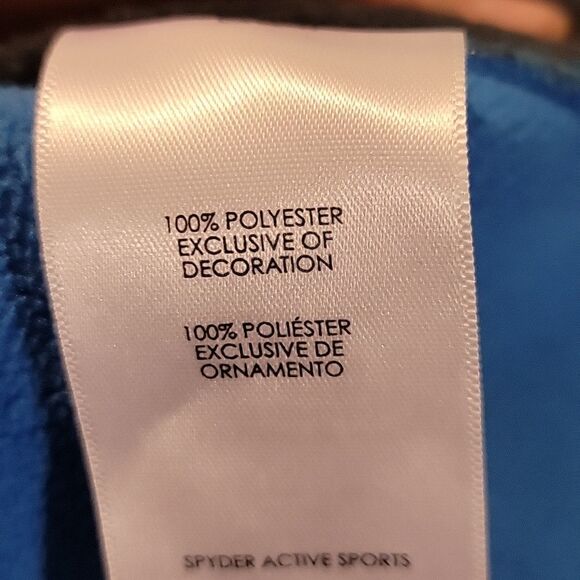 100% POLYESTER
EXCLUSIVE OF
DECORATION
100% POLIÉSTER
EXCLUSIVE DE
ORNAMENTO
SPYDER ACTIVE SPORTS